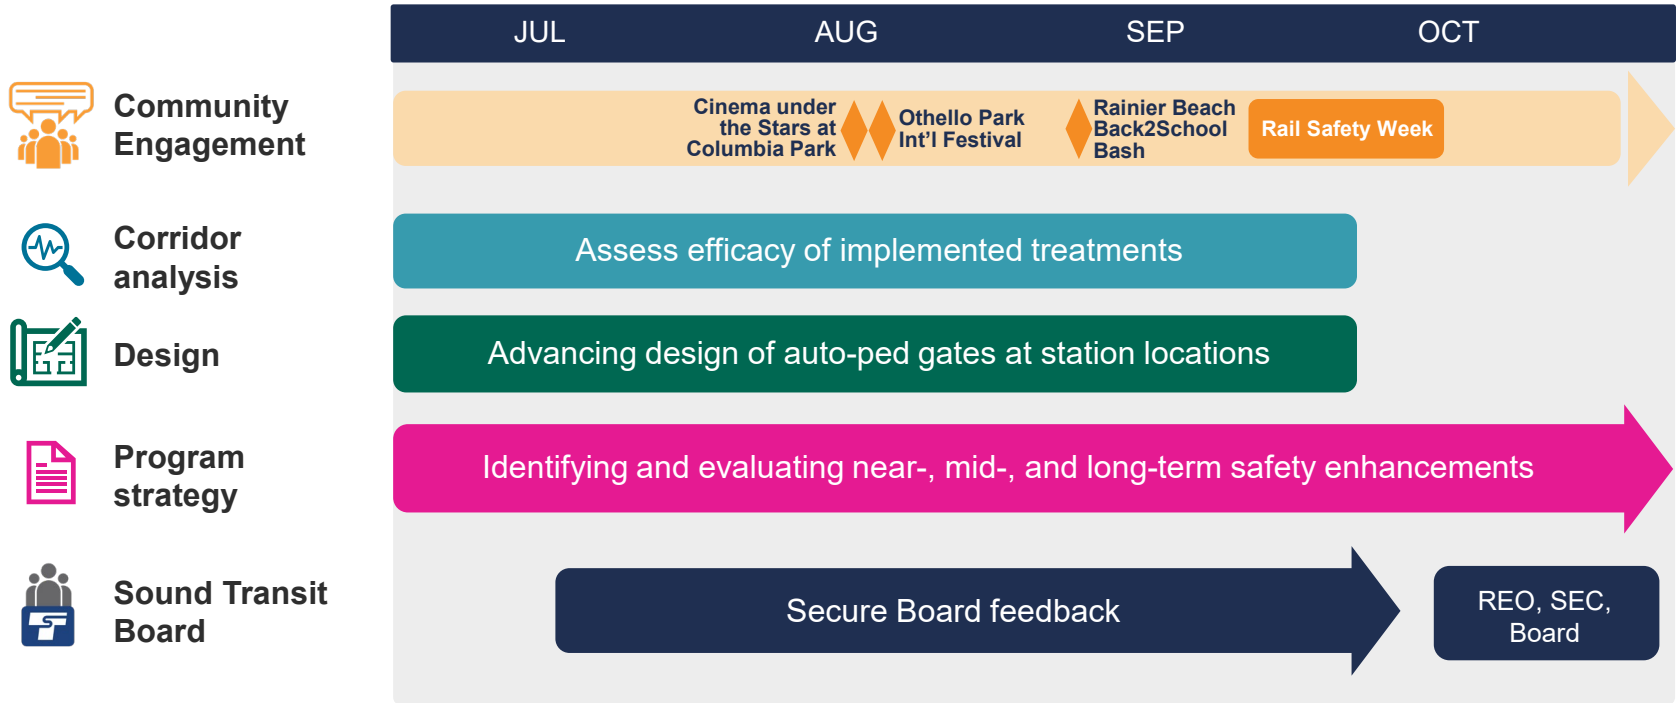 JUL AUG SEP OCT
Community
Engagement
Cinema under
the Stars at
Columbia Park
Othello Park
Int'l Festival
Rainier Beach
Back2School
Bash
Rail Safety Week
Corridor
analysis
Assess efficacy of implemented treatments
Design
Advancing design of auto-ped gates at station locations
Program
strategy
Identifying and evaluating near-, mid-, and long-term safety enhancements
Sound Transit
Board
Secure Board feedback
REO, SEC,
Board